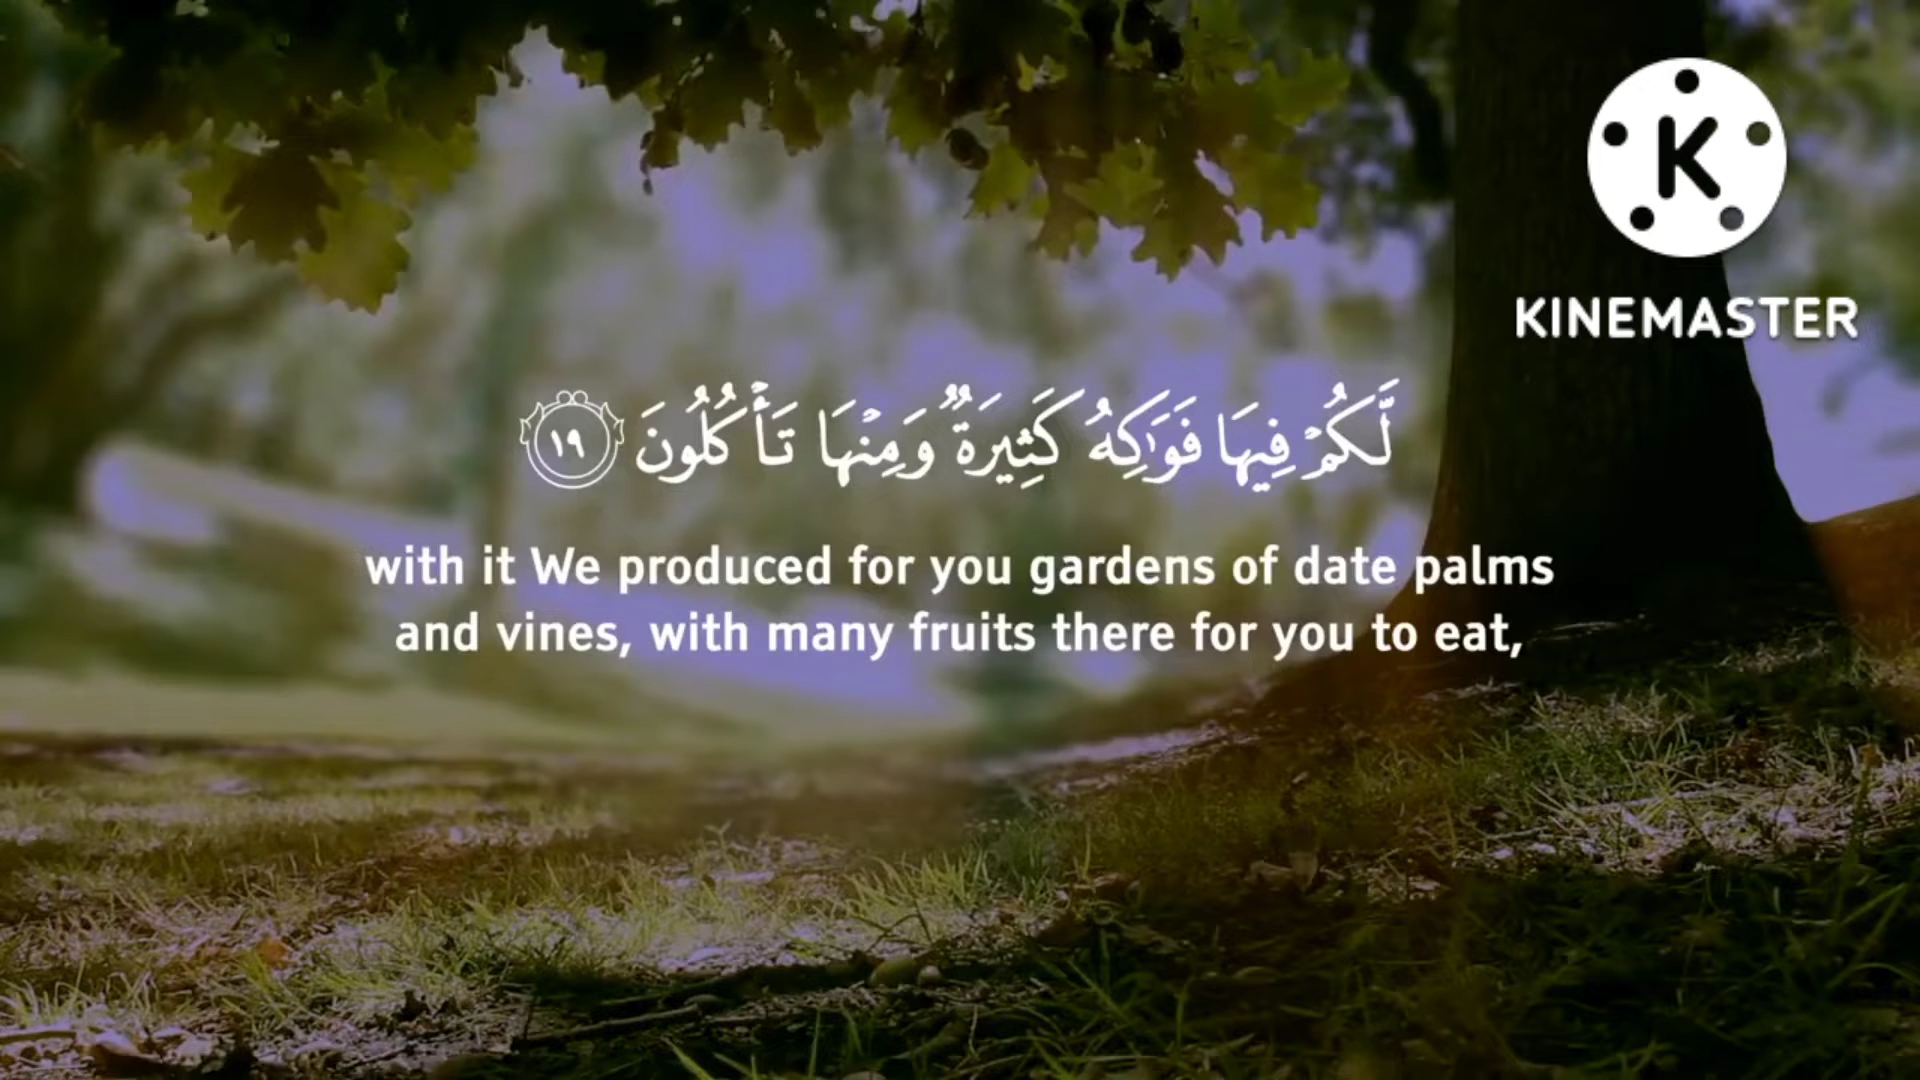 K
KINEMASTER
لَّكُمْ فِيهَا فَوَٰكِهُ كَثِيرَةٌ وَمِنْهَا تَأْكُلُونَ ١٩
with it We produced for you gardens of date palms
and vines, with many fruits there for you to eat,